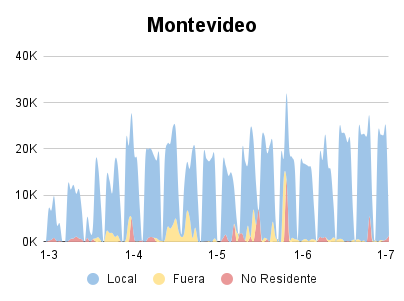 Montevideo
40K
30K
20K
10K
0K
1-3 1-4 1-5 1-6 1-7
Local Fuera No Residente